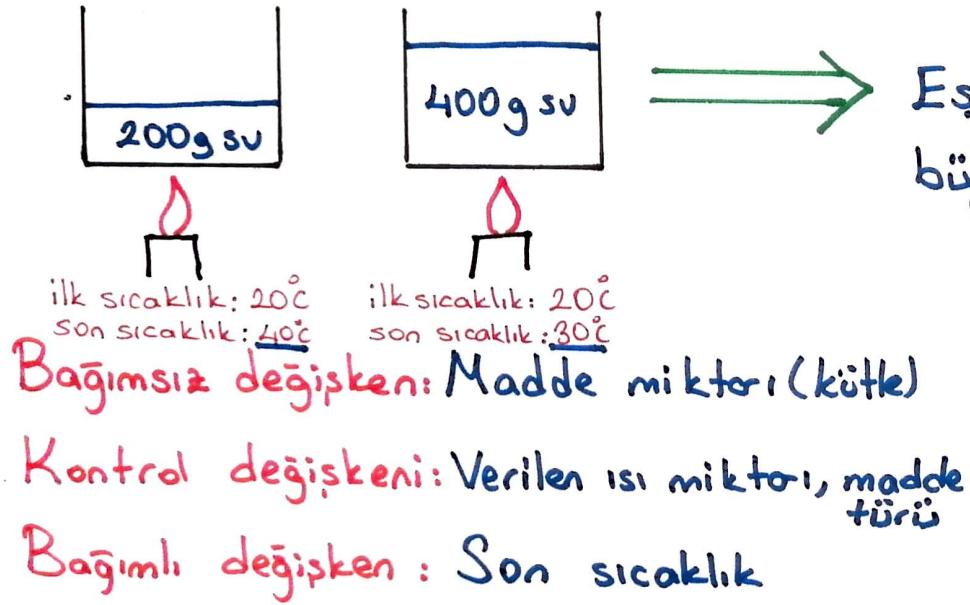 200g su
400g su
Eş
bü
ilk sıcaklık: 20°C
son sıcaklık: 40°C
ilk sıcaklık: 20°C
son sıcaklık: 30°C
Bağımsız değişken: Madde miktarı (kütle)
Kontrol değişkeni: Verilen ısı miktarı, madde
türü
Bağımlı değişken: Son sıcaklık